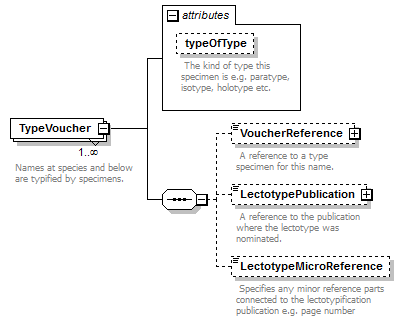 attributes
typeOfType
The kind of type this
specimen is e.g. paratype,
isotype, holotype etc.
TypeVoucher
1..∞
Names at species and below
are typified by specimens.
VoucherReference
A reference to a type
specimen for this name.
LectotypePublication
A reference to the publication
where the lectotype was
nominated.
LectotypeMicroReference
Specifies any minor reference parts
connected to the lectotypification
publication e.g. page number